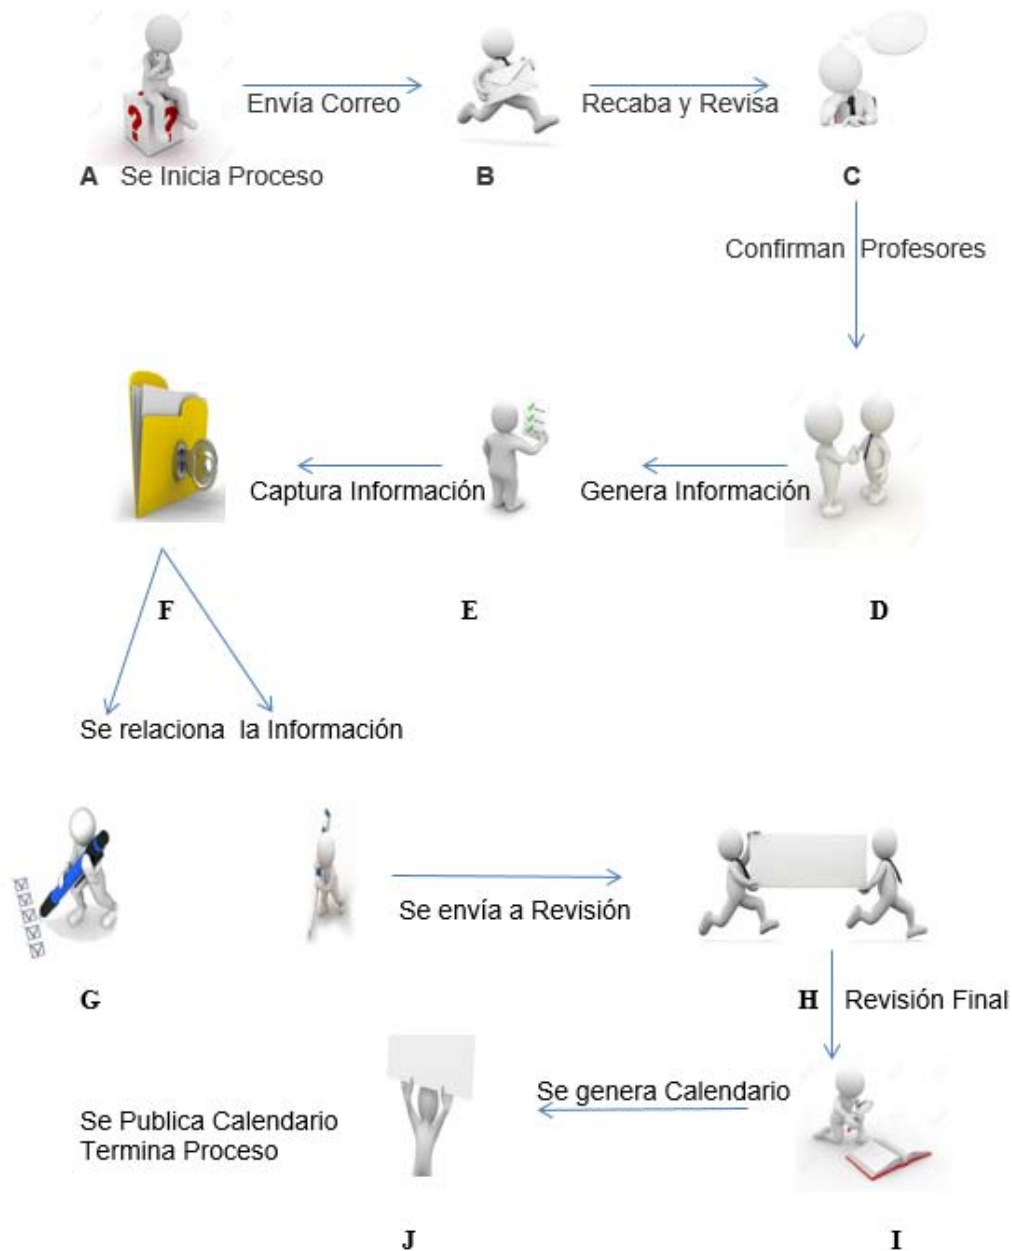 Envía Correo
Recaba y Revisa
A Se Inicia Proceso
B
C
Confirman Profesores
Captura Información
Genera Información
F
E
D
Se relaciona la Información
Se envía a Revisión
G
H Revisión Final
Se genera Calendario
Se Publica Calendario
Termina Proceso
J
I